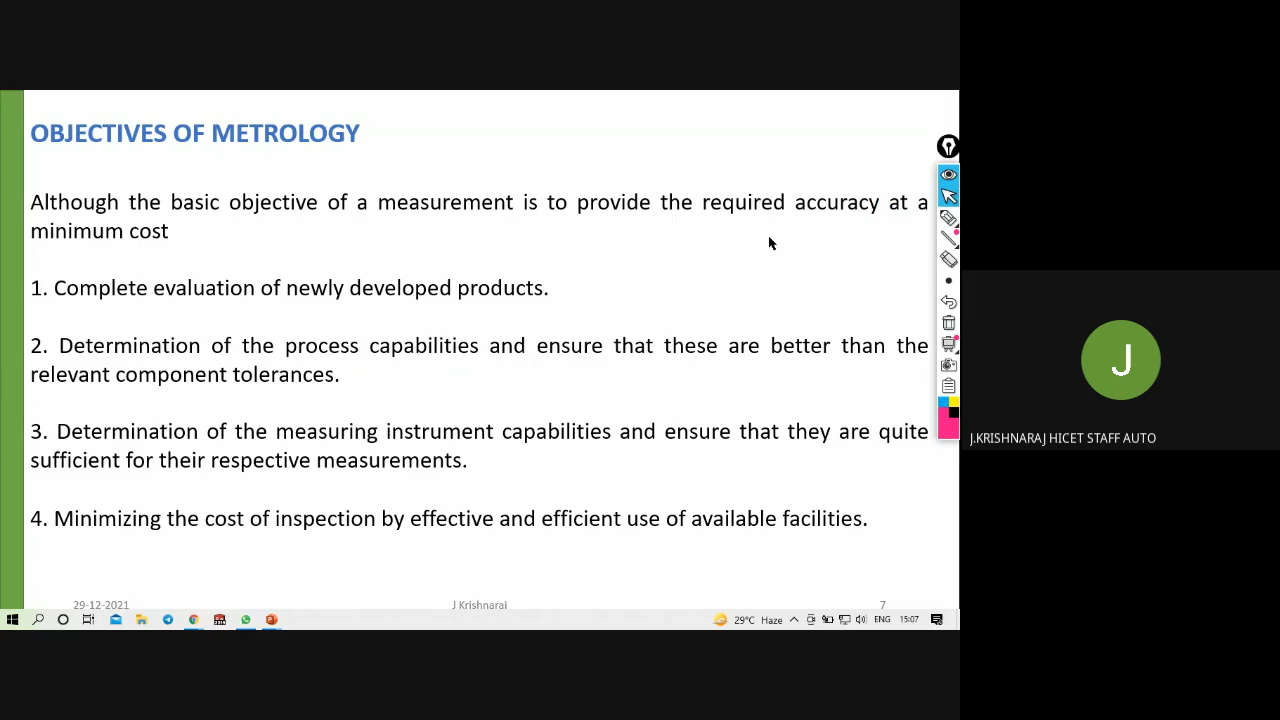 OBJECTIVES OF METROLOGY
Although the basic objective of a measurement is to provide the required accuracy at a
minimum cost
1. Complete evaluation of newly developed products.
2. Determination of the process capabilities and ensure that these are better than the
relevant component tolerances.
3. Determination of the measuring instrument capabilities and ensure that they are quite
sufficient for their respective measurements.
4. Minimizing the cost of inspection by effective and efficient use of available facilities.
29-12-2021
J Krishnaraj
7
29°C Haze
ENG
15:07
J
J.KRISHNARAJ HICET STAFF AUTO